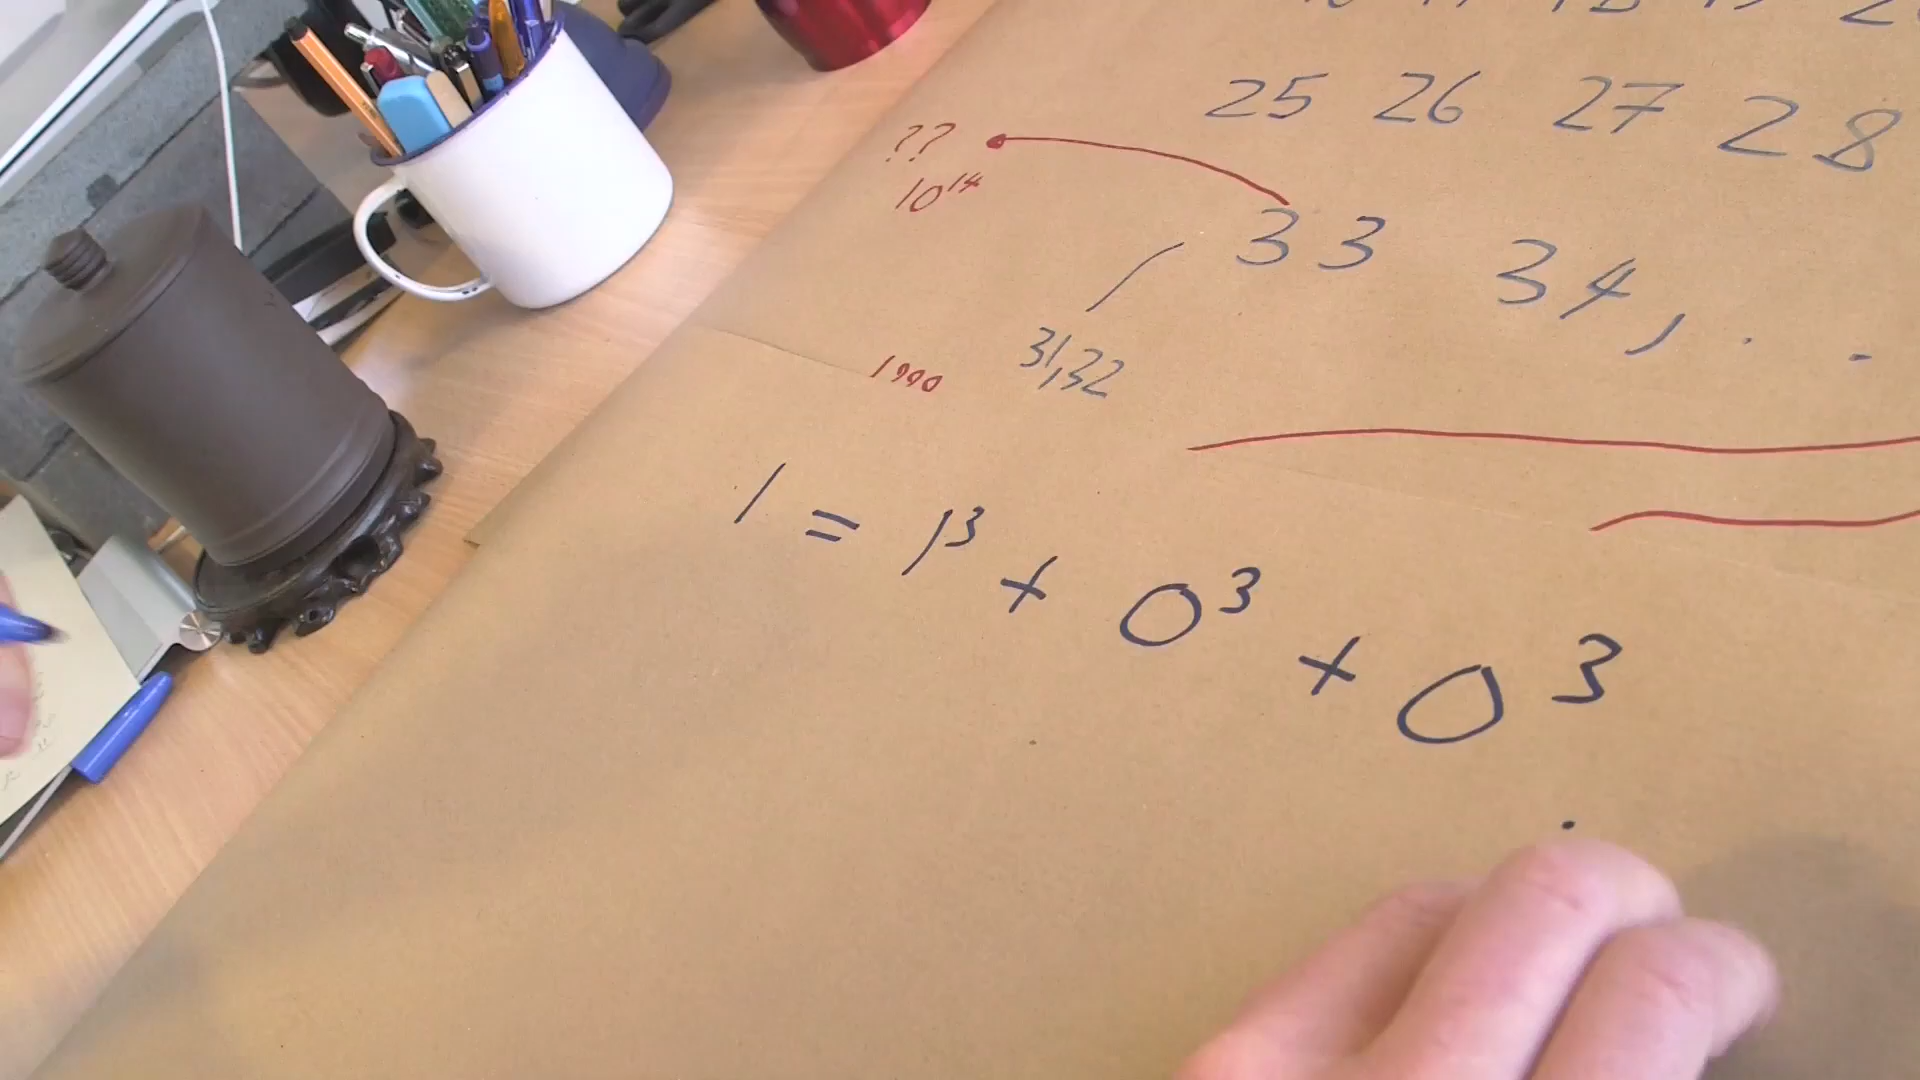 25 26 27 28
??
10¹⁴
33 34, . .
31,32
1990
1 = 1³ + 0³ + 0³